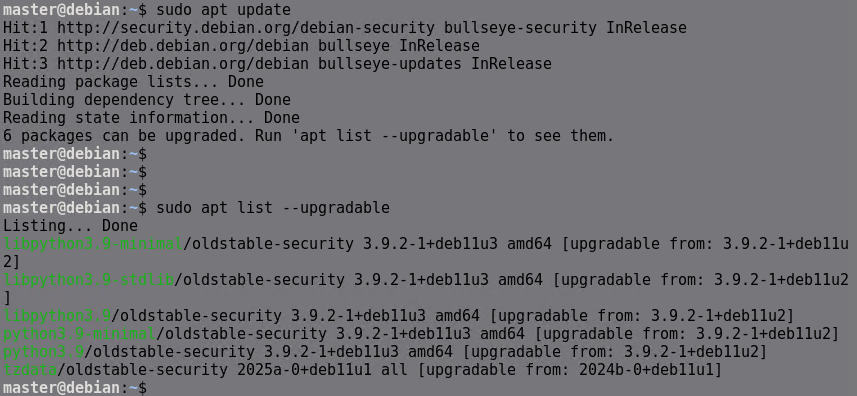 master@debian:~$ sudo apt update
Hit:1 http://security.debian.org/debian-security bullseye-security InRelease
Hit:2 http://deb.debian.org/debian bullseye InRelease
Hit:3 http://deb.debian.org/debian bullseye-updates InRelease
Reading package lists... Done
Building dependency tree... Done
Reading state information... Done
6 packages can be upgraded. Run 'apt list --upgradable' to see them.
master@debian:~$
master@debian:~$
master@debian:~$
master@debian:~$ sudo apt list --upgradable
Listing... Done
libpython3.9-minimal/oldstable-security 3.9.2-1+deb11u3 amd64 [upgradable from: 3.9.2-1+deb11u
2]
libpython3.9-stdlib/oldstable-security 3.9.2-1+deb11u3 amd64 [upgradable from: 3.9.2-1+deb11u2
]
libpython3.9/oldstable-security 3.9.2-1+deb11u3 amd64 [upgradable from: 3.9.2-1+deb11u2]
python3.9-minimal/oldstable-security 3.9.2-1+deb11u3 amd64 [upgradable from: 3.9.2-1+deb11u2]
python3.9/oldstable-security 3.9.2-1+deb11u3 amd64 [upgradable from: 3.9.2-1+deb11u2]
tzdata/oldstable-security 2025a-0+deb11u1 all [upgradable from: 2024b-0+deb11u1]
master@debian:~$